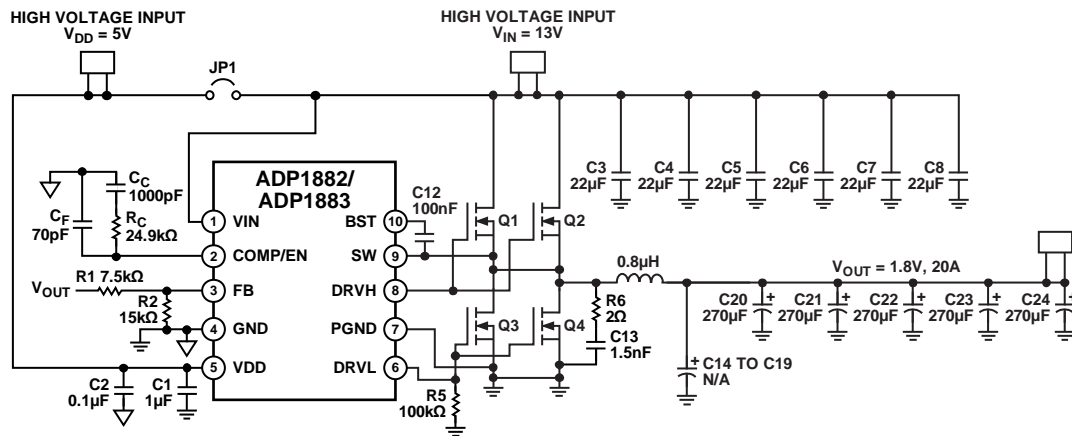 HIGH VOLTAGE INPUT
VDD = 5V
HIGH VOLTAGE INPUT
VIN = 13V
JP1
C3
22µF
C4
22µF
C5
22µF
C6
22µF
C7
22µF
C8
22µF
CC
1000pF
CF
70pF
RC
24.9kΩ
ADP1882/
ADP1883
1
VIN
BST
10
C12
100nF
Q1
Q2
2
COMP/EN
SW
9
R1 7.5kΩ
VOUT
3
FB
DRVH
8
R2
15kΩ
4
GND
PGND
7
5
VDD
DRVL
6
Q3
Q4
C2
0.1µF
C1
1µF
R5
100kΩ
0.8µH
R6
2Ω
C13
1.5nF
VOUT = 1.8V, 20A
C20
270µF
+
C21
270µF
+
C22
270µF
+
C23
270µF
+
C24
270µF
+
+
C14 TO C19
N/A